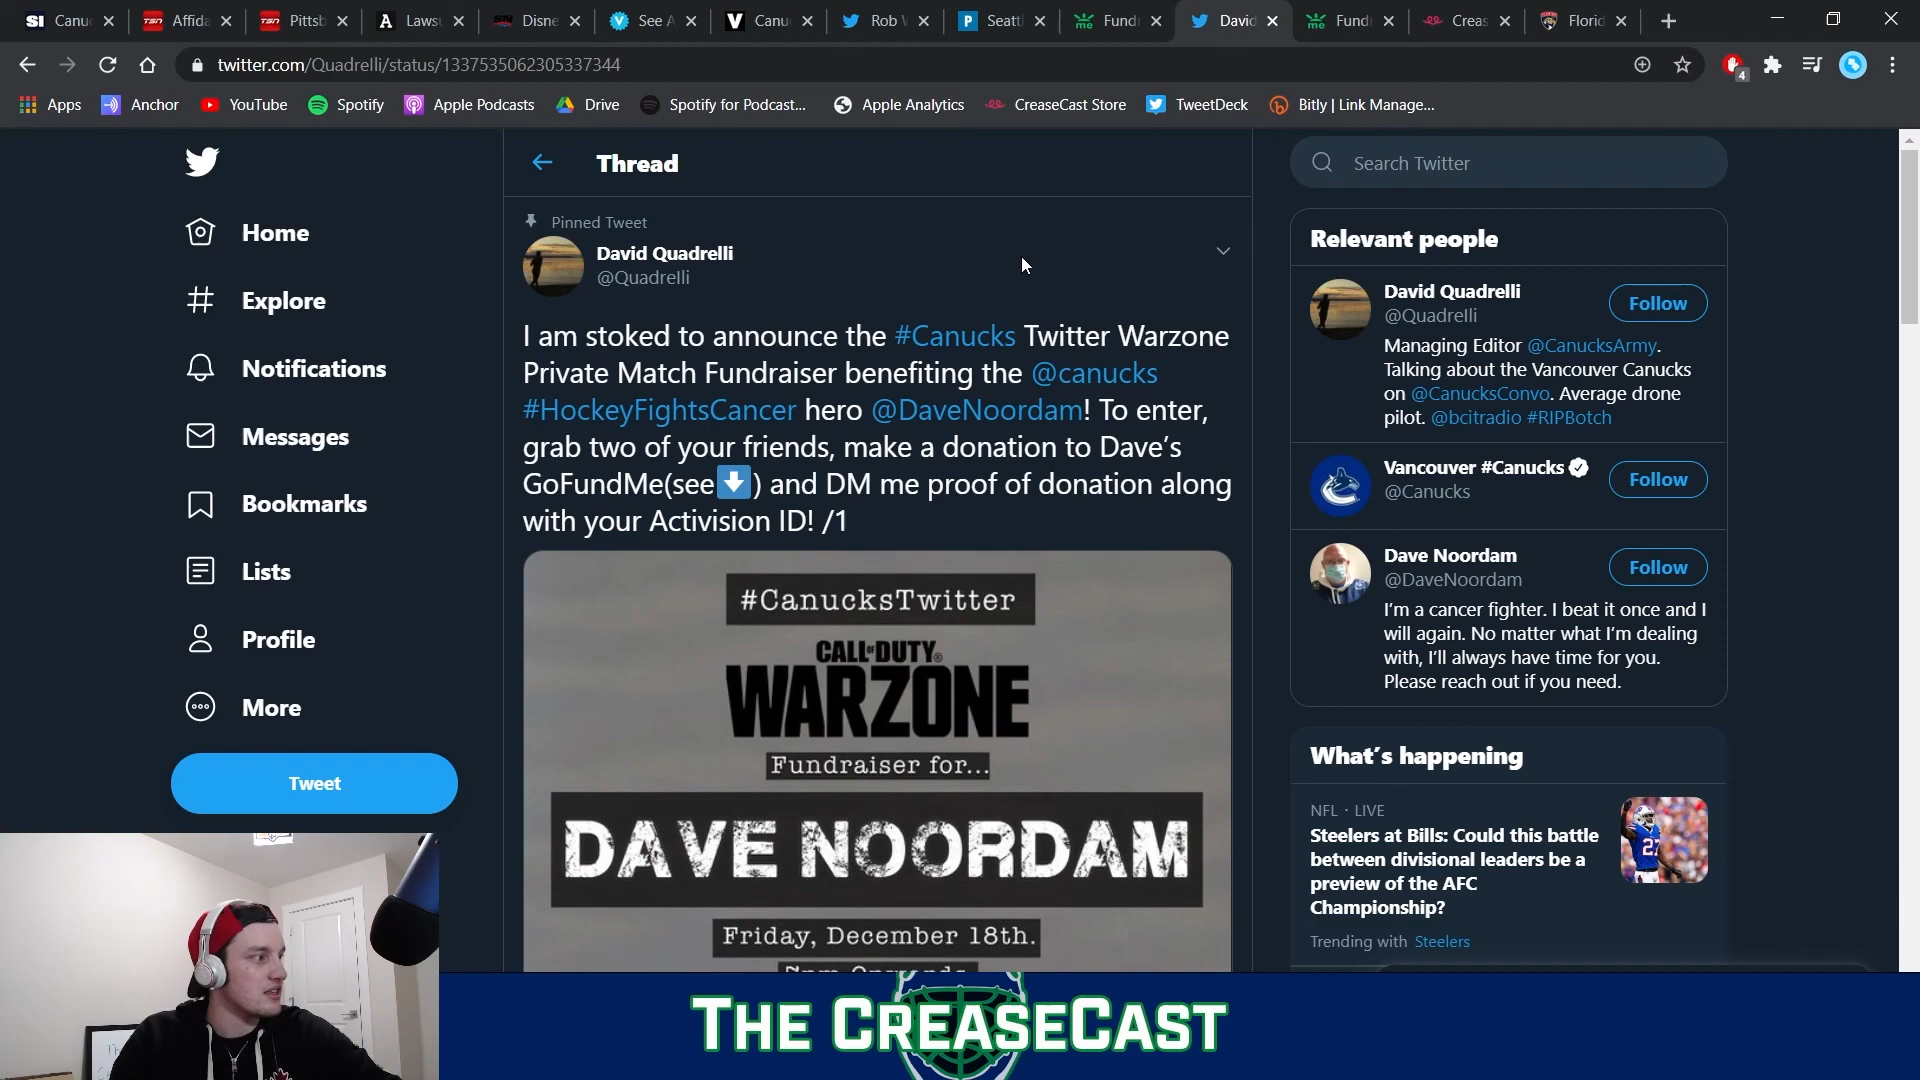 Canu
Affida
Pittsb
Lawsu
Disne
See A
Canu
Rob
Seattl
Fundr
David
Fundr
Creas
Florid
twitter.com/Quadrelli/status/1337535062305337344
4
Apps
Anchor
YouTube
Spotify
Apple Podcasts
Drive
Spotify for Podcast...
Apple Analytics
CreaseCast Store
TweetDeck
Bitly | Link Manage...
Home
Explore
Notifications
Messages
Bookmarks
Lists
Profile
More
Tweet
Thread
Pinned Tweet
David Quadrelli
@Quadrelli
I am stoked to announce the #Canucks Twitter Warzone
Private Match Fundraiser benefiting the @canucks
#HockeyFightsCancer hero @DaveNoordam! To enter,
grab two of your friends, make a donation to Dave's
GoFundMe(see⬇️) and DM me proof of donation along
with your Activision ID! /1
#CanucksTwitter
CALL OF DUTY®
WARZONE
Fundraiser for...
DAVE NOORDAM
Friday, December 18th.
Search Twitter
Relevant people
David Quadrelli
Follow
@Quadrelli
Managing Editor @CanucksArmy.
Talking about the Vancouver Canucks
on @CanucksConvo. Average drone
pilot. @bcitradio #RIPBotch
Vancouver #Canucks
Follow
@Canucks
Dave Noordam
Follow
@DaveNoordam
I'm a cancer fighter. I beat it once and I
will again. No matter what I'm dealing
with, I'll always have time for you.
Please reach out if you need.
What's happening
NFL · LIVE
Steelers at Bills: Could this battle
between divisional leaders be a
preview of the AFC
Championship?
Trending with Steelers
THE CREASECAST